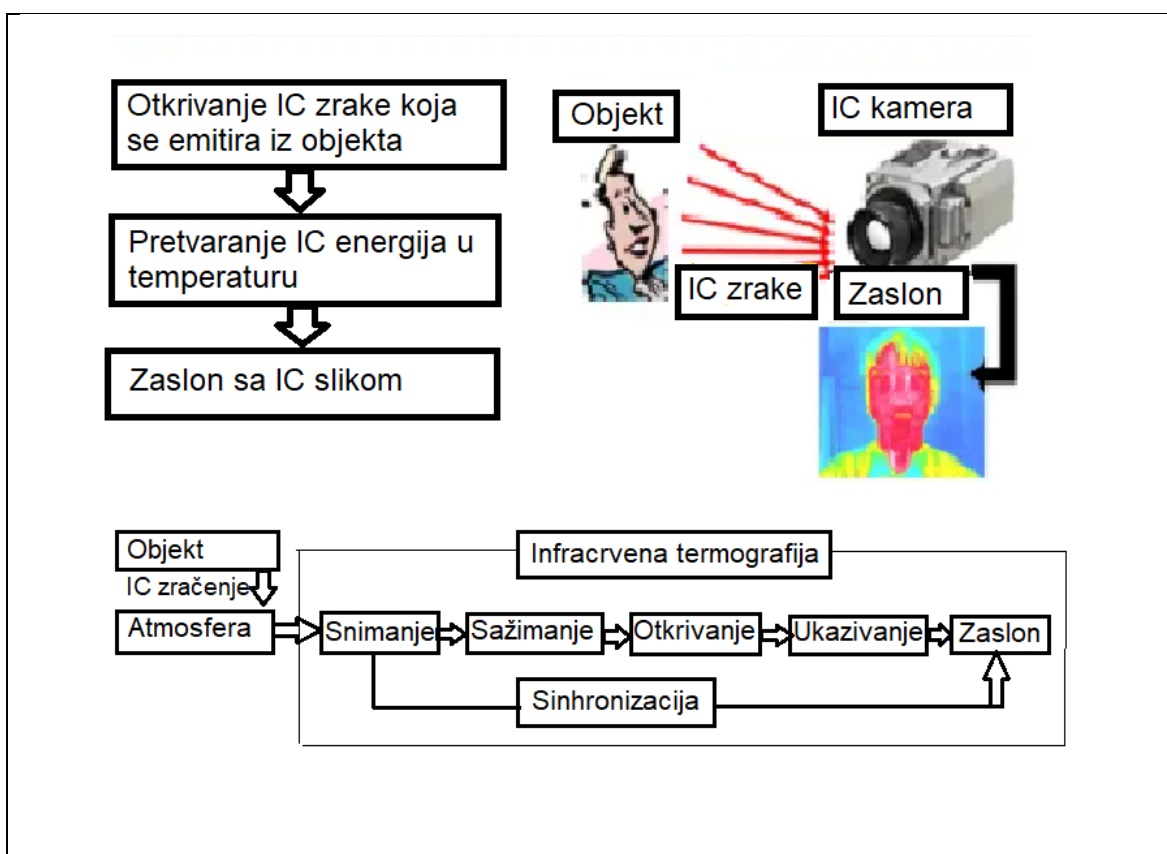 Otkrivanje IC zrake koja
se emitira iz objekta
Pretvaranje IC energija u
temperaturu
Zaslon sa IC slikom
Objekt
IC kamera
IC zrake
Zaslon
Objekt
IC zračenje
Atmosfera
Infracrvena termografija
Snimanje
Sažimanje
Otkrivanje
Ukazivanje
Zaslon
Sinhronizacija